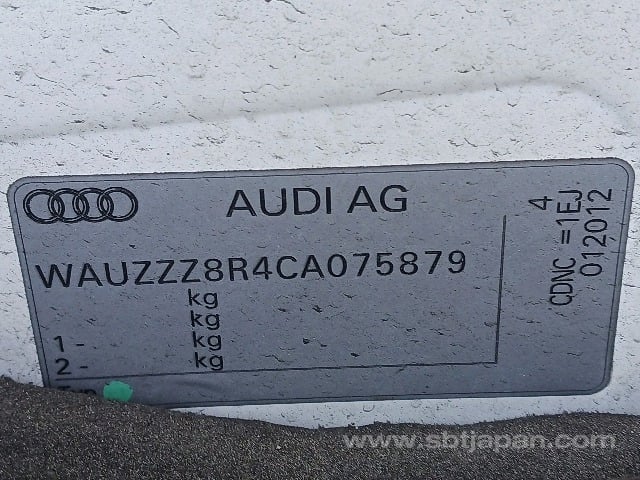 AUDI AG
WAUZZZ8R4CA075879
kg
kg
1 - kg
2 - kg
4
CDNC =1EJ.
012012
www.sbtjapan.com